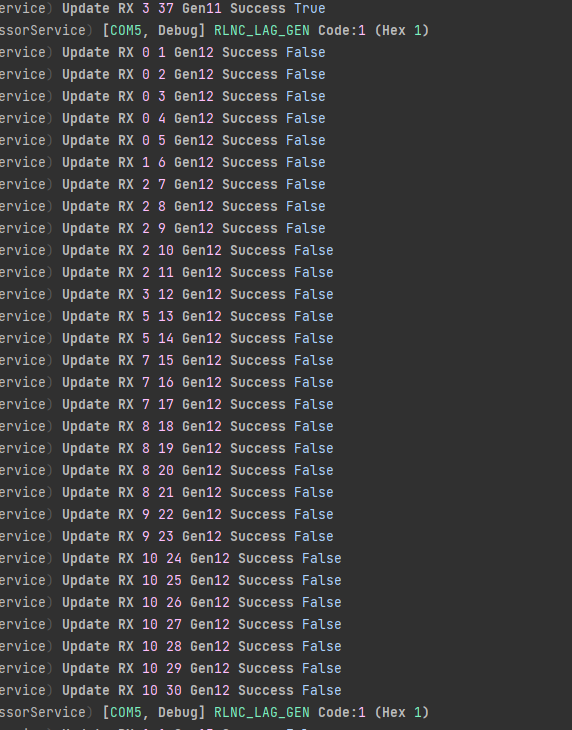 ervice) Update RX 3 37 Gen11 Success True
ssorService) [COM5, Debug] RLNC_LAG_GEN Code:1 (Hex 1)
ervice) Update RX 0 1 Gen12 Success False
ervice) Update RX 0 2 Gen12 Success False
ervice) Update RX 0 3 Gen12 Success False
ervice) Update RX 0 4 Gen12 Success False
ervice) Update RX 0 5 Gen12 Success False
ervice) Update RX 1 6 Gen12 Success False
ervice) Update RX 2 7 Gen12 Success False
ervice) Update RX 2 8 Gen12 Success False
ervice) Update RX 2 9 Gen12 Success False
ervice) Update RX 2 10 Gen12 Success False
ervice) Update RX 2 11 Gen12 Success False
ervice) Update RX 3 12 Gen12 Success False
ervice) Update RX 5 13 Gen12 Success False
ervice) Update RX 5 14 Gen12 Success False
ervice) Update RX 7 15 Gen12 Success False
ervice) Update RX 7 16 Gen12 Success False
ervice) Update RX 7 17 Gen12 Success False
ervice) Update RX 8 18 Gen12 Success False
ervice) Update RX 8 19 Gen12 Success False
ervice) Update RX 8 20 Gen12 Success False
ervice) Update RX 8 21 Gen12 Success False
ervice) Update RX 9 22 Gen12 Success False
ervice) Update RX 9 23 Gen12 Success False
ervice) Update RX 10 24 Gen12 Success False
ervice) Update RX 10 25 Gen12 Success False
ervice) Update RX 10 26 Gen12 Success False
ervice) Update RX 10 27 Gen12 Success False
ervice) Update RX 10 28 Gen12 Success False
ervice) Update RX 10 29 Gen12 Success False
ervice) Update RX 10 30 Gen12 Success False
ssorService) [COM5, Debug] RLNC_LAG_GEN Code:1 (Hex 1)